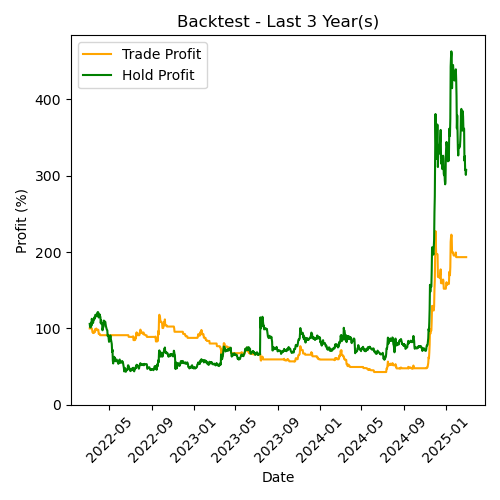 Backtest - Last 3 Year(s)
Trade Profit
Hold Profit
Profit (%)
400
300
200
100
0
2022-05
2022-09
2023-01
2023-05
2023-09
2024-01
2024-05
2024-09
2025-01
Date